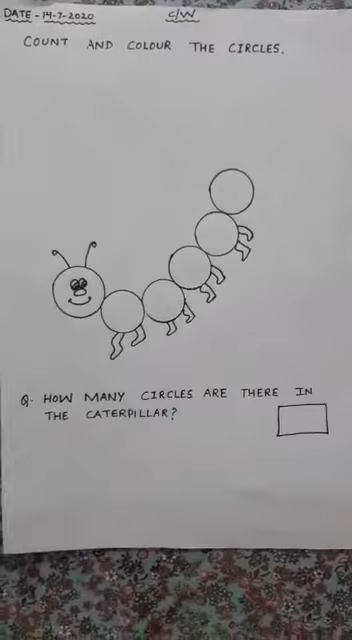 DATE - 14-7-2020 C/W
COUNT AND COLOUR THE CIRCLES.
Q. HOW MANY CIRCLES ARE THERE IN
THE CATERPILLAR?